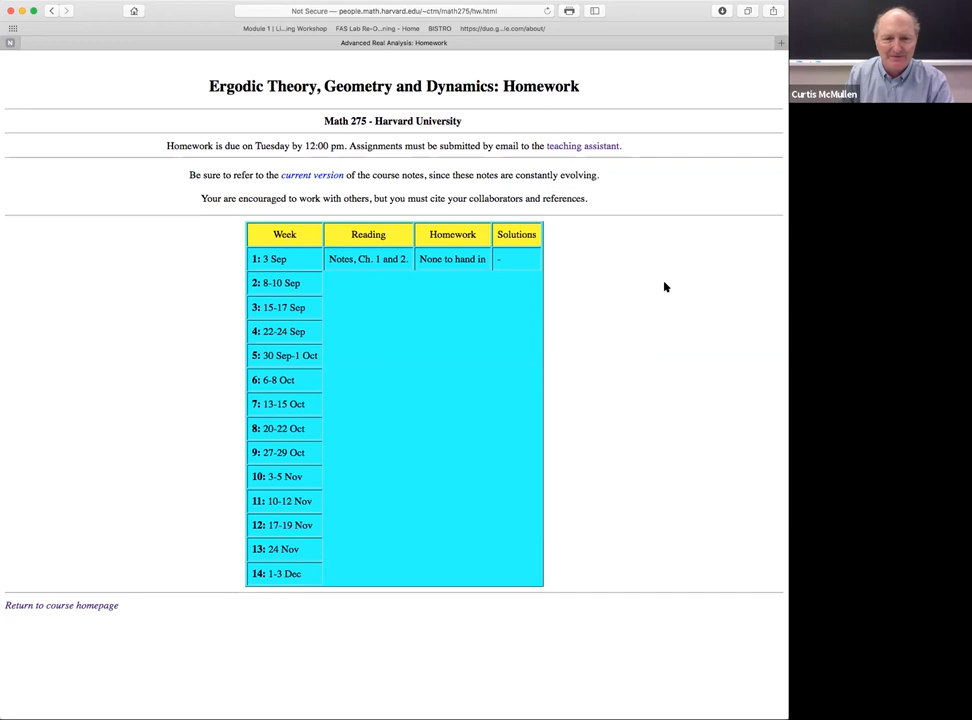 Not Secure — people.math.harvard.edu/~ctm/math275/hw.html
Module 1 | Li...ing Workshop FAS Lab Re-O...ning - Home BISTRO https://duo.g...le.com/about/
N Advanced Real Analysis: Homework
Curtis McMullen
Ergodic Theory, Geometry and Dynamics: Homework
Math 275 - Harvard University
Homework is due on Tuesday by 12:00 pm. Assignments must be submitted by email to the teaching assistant.
Be sure to refer to the current version of the course notes, since these notes are constantly evolving.
Your are encouraged to work with others, but you must cite your collaborators and references.
Week Reading Homework Solutions
1: 3 Sep Notes, Ch. 1 and 2. None to hand in -
2: 8-10 Sep
3: 15-17 Sep
4: 22-24 Sep
5: 30 Sep-1 Oct
6: 6-8 Oct
7: 13-15 Oct
8: 20-22 Oct
9: 27-29 Oct
10: 3-5 Nov
11: 10-12 Nov
12: 17-19 Nov
13: 24 Nov
14: 1-3 Dec
Return to course homepage